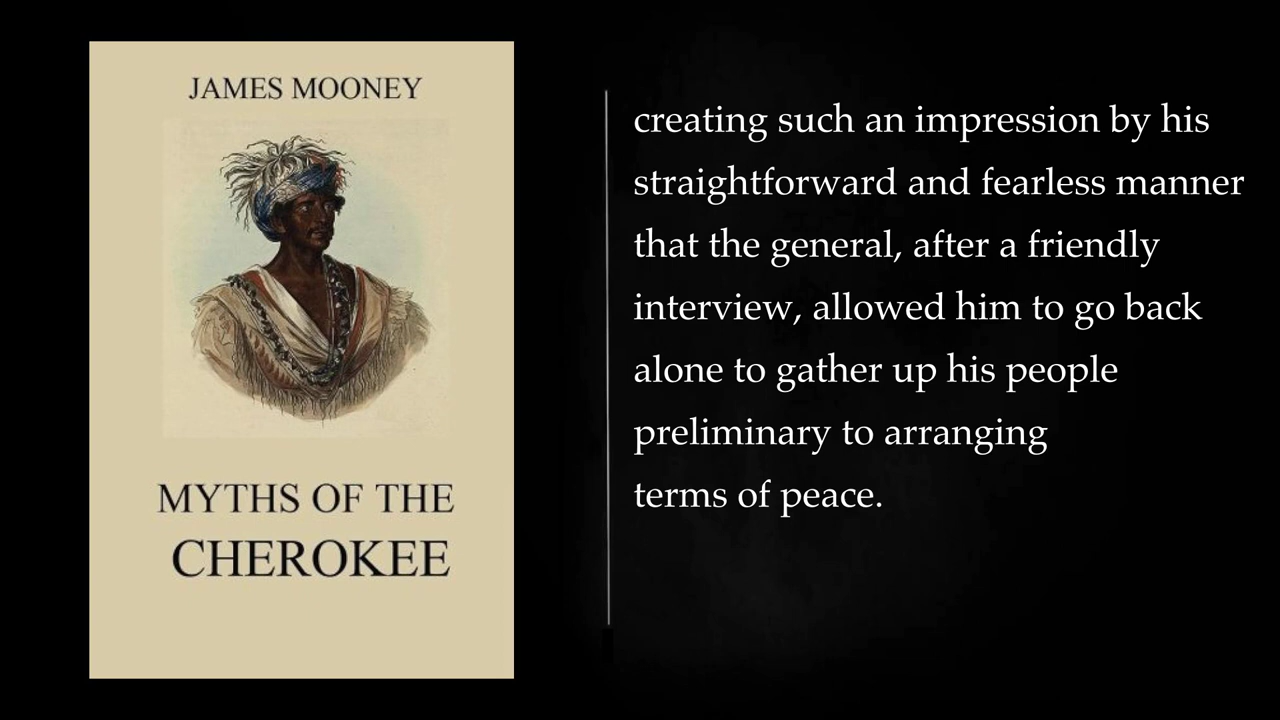 JAMES MOONEY
MYTHS OF THE
CHEROKEE
creating such an impression by his
straightforward and fearless manner
that the general, after a friendly
interview, allowed him to go back
alone to gather up his people
preliminary to arranging
terms of peace.